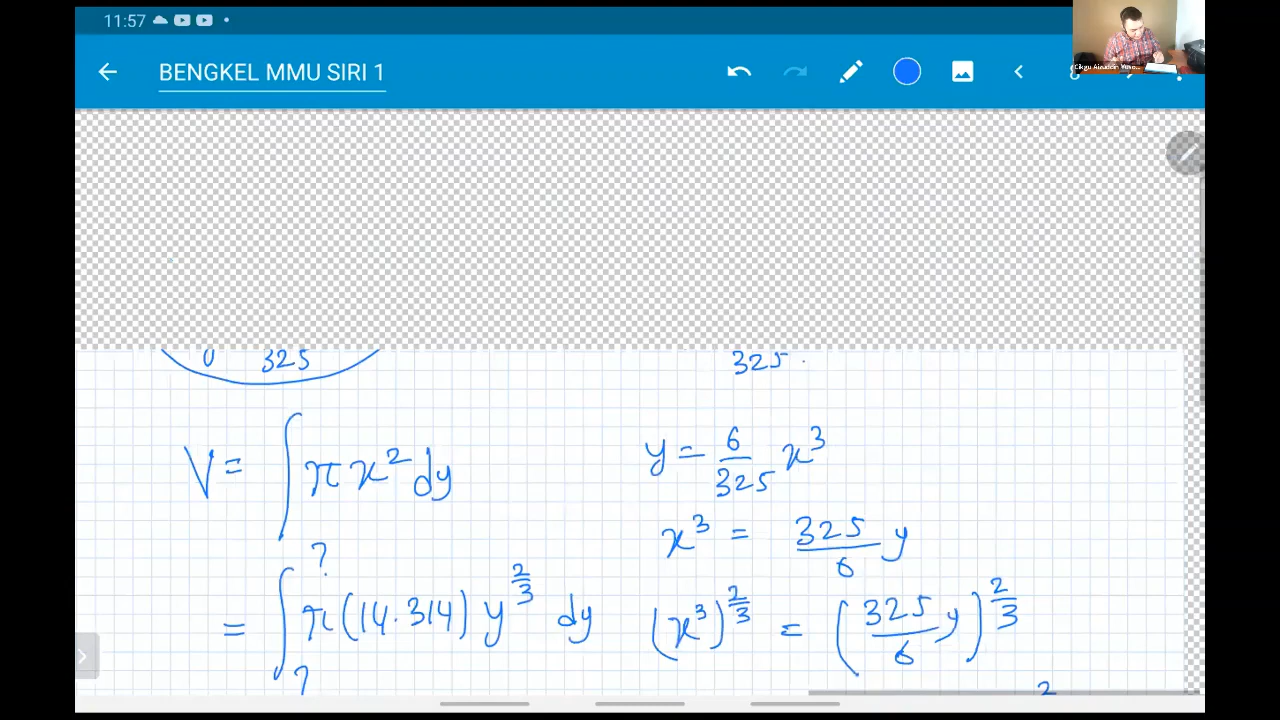 11:57
BENGKEL MMU SIRI 1
0 325
325
V = ∫ π x² dy
y = 6/325 x³
x³ = 325/6 y
= ∫ π (14.314) y^(2/3) dy
?
?
(x³)^(2/3) = (325/6 y)^(2/3)
2